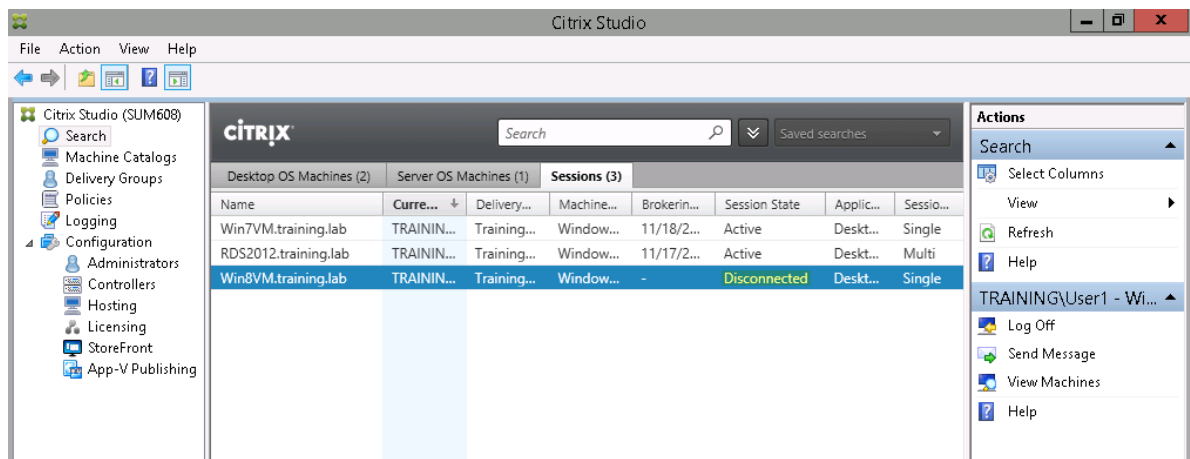 Citrix Studio
File Action View Help
Citrix Studio (SUM608)
Search
Machine Catalogs
Delivery Groups
Policies
Logging
Configuration
Administrators
Controllers
Hosting
Licensing
StoreFront
App-V Publishing
CİTRIX
Search
Saved searches
Desktop OS Machines (2) Server OS Machines (1) Sessions (3)
Name Curre... Delivery... Machine... Brokerin... Session State Applic... Sessio...
Win7VM.training.lab TRAININ... Training... Window... 11/18/2... Active Deskt... Single
RDS2012.training.lab TRAININ... Training... Window... 11/17/2... Active Deskt... Multi
Win8VM.training.lab TRAININ... Training... Window... - Disconnected Deskt... Single
Actions
Search
Select Columns
View
Refresh
Help
TRAINING\User1 - Wi...
Log Off
Send Message
View Machines
Help